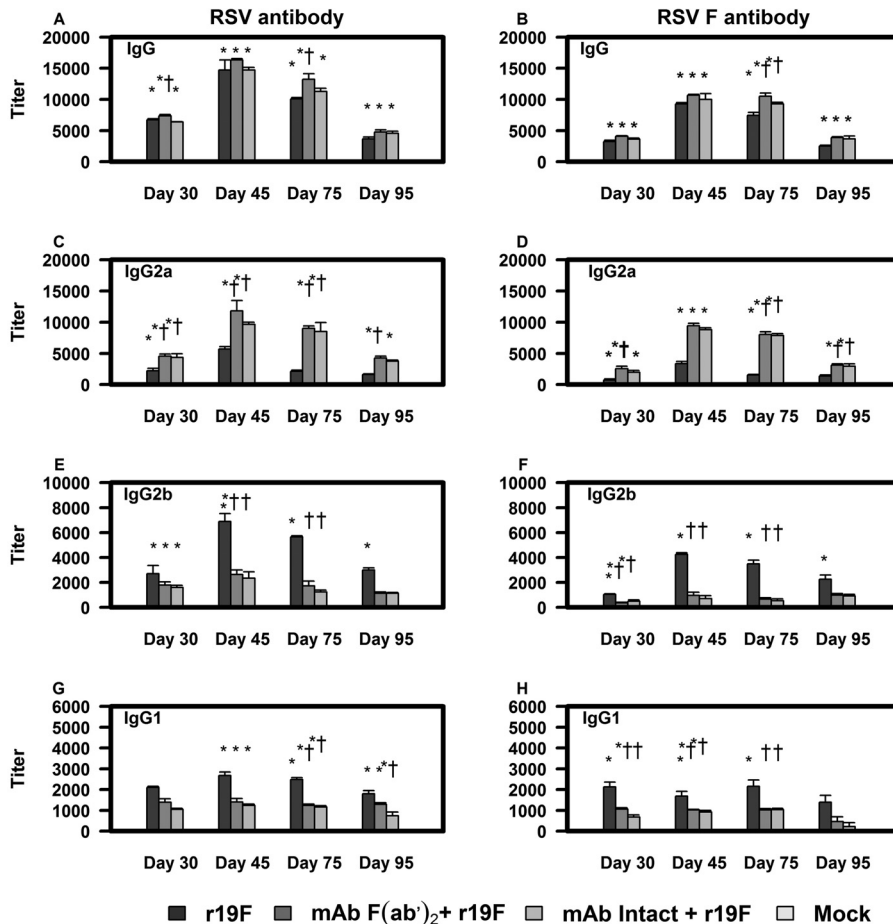 RSV antibody
RSV F antibody
A
IgG
Titer
20000
15000
10000
5000
0
* *† *
* * *
* *† *
* * *
Day 30 Day 45 Day 75 Day 95
B
IgG
20000
15000
10000
5000
0
* * *
* * *
* *† *†
* * *
Day 30 Day 45 Day 75 Day 95
C
IgG2a
Titer
20000
15000
10000
5000
0
* *† *†
*† *†
*† *†
*† *
Day 30 Day 45 Day 75 Day 95
D
IgG2a
20000
15000
10000
5000
0
* *† *
* * *
* *† *†
*† *†
Day 30 Day 45 Day 75 Day 95
E
IgG2b
Titer
10000
8000
6000
4000
2000
0
* * *
* * † †
* † †
*
Day 30 Day 45 Day 75 Day 95
F
IgG2b
10000
8000
6000
4000
2000
0
* * † * †
* † †
* † †
*
Day 30 Day 45 Day 75 Day 95
G
IgG1
Titer
6000
5000
4000
3000
2000
1000
0
* * *
* *† *†
* * *†
Day 30 Day 45 Day 75 Day 95
H
IgG1
6000
5000
4000
3000
2000
1000
0
* *† †
* *† *†
* † †
Day 30 Day 45 Day 75 Day 95
r19F mAb F(ab’)₂+ r19F mAb Intact + r19F Mock